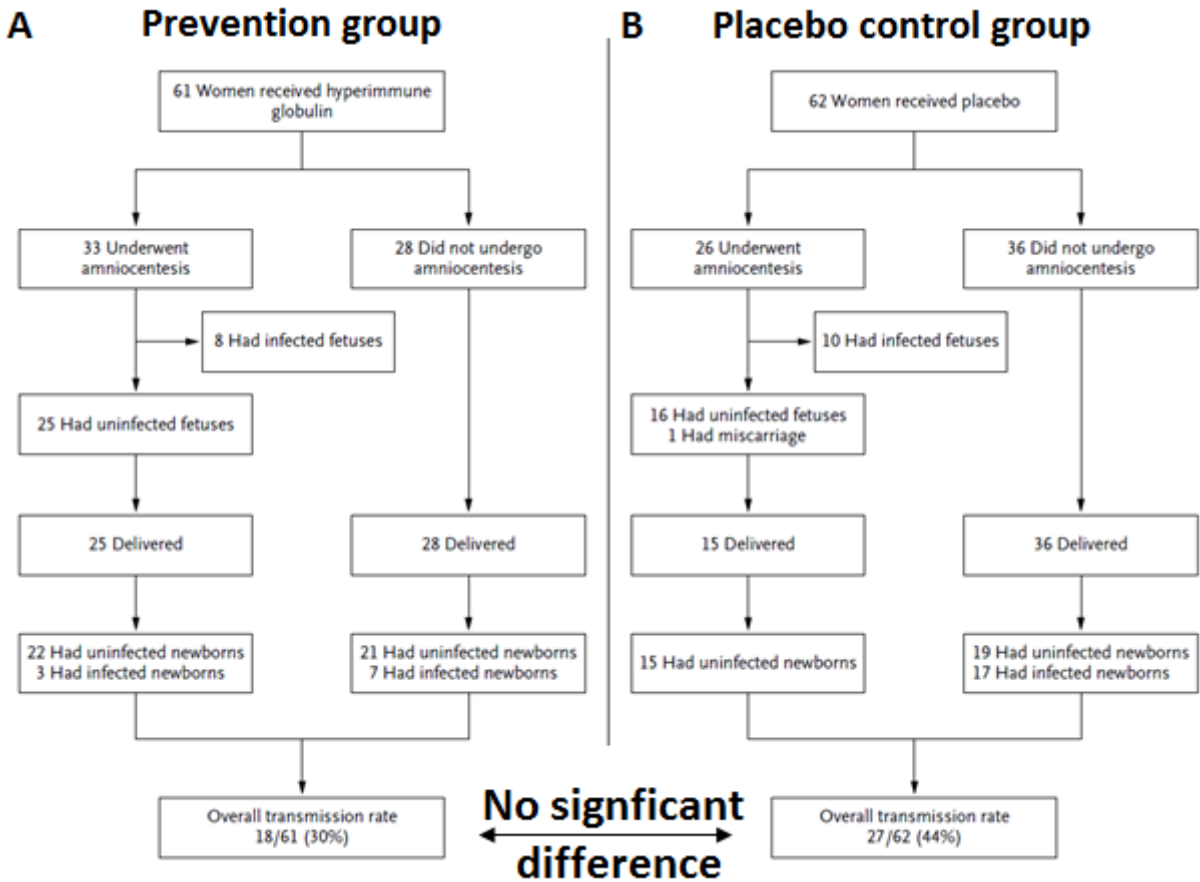 A
Prevention group
61 Women received hyperimmune
globulin
33 Underwent
amniocentesis
28 Did not undergo
amniocentesis
8 Had infected fetuses
25 Had uninfected fetuses
25 Delivered
28 Delivered
22 Had uninfected newborns
3 Had infected newborns
21 Had uninfected newborns
7 Had infected newborns
Overall transmission rate
18/61 (30%)
B
Placebo control group
62 Women received placebo
26 Underwent
amniocentesis
36 Did not undergo
amniocentesis
10 Had infected fetuses
16 Had uninfected fetuses
1 Had miscarriage
15 Delivered
36 Delivered
15 Had uninfected newborns
19 Had uninfected newborns
17 Had infected newborns
Overall transmission rate
27/62 (44%)
No signficant
difference